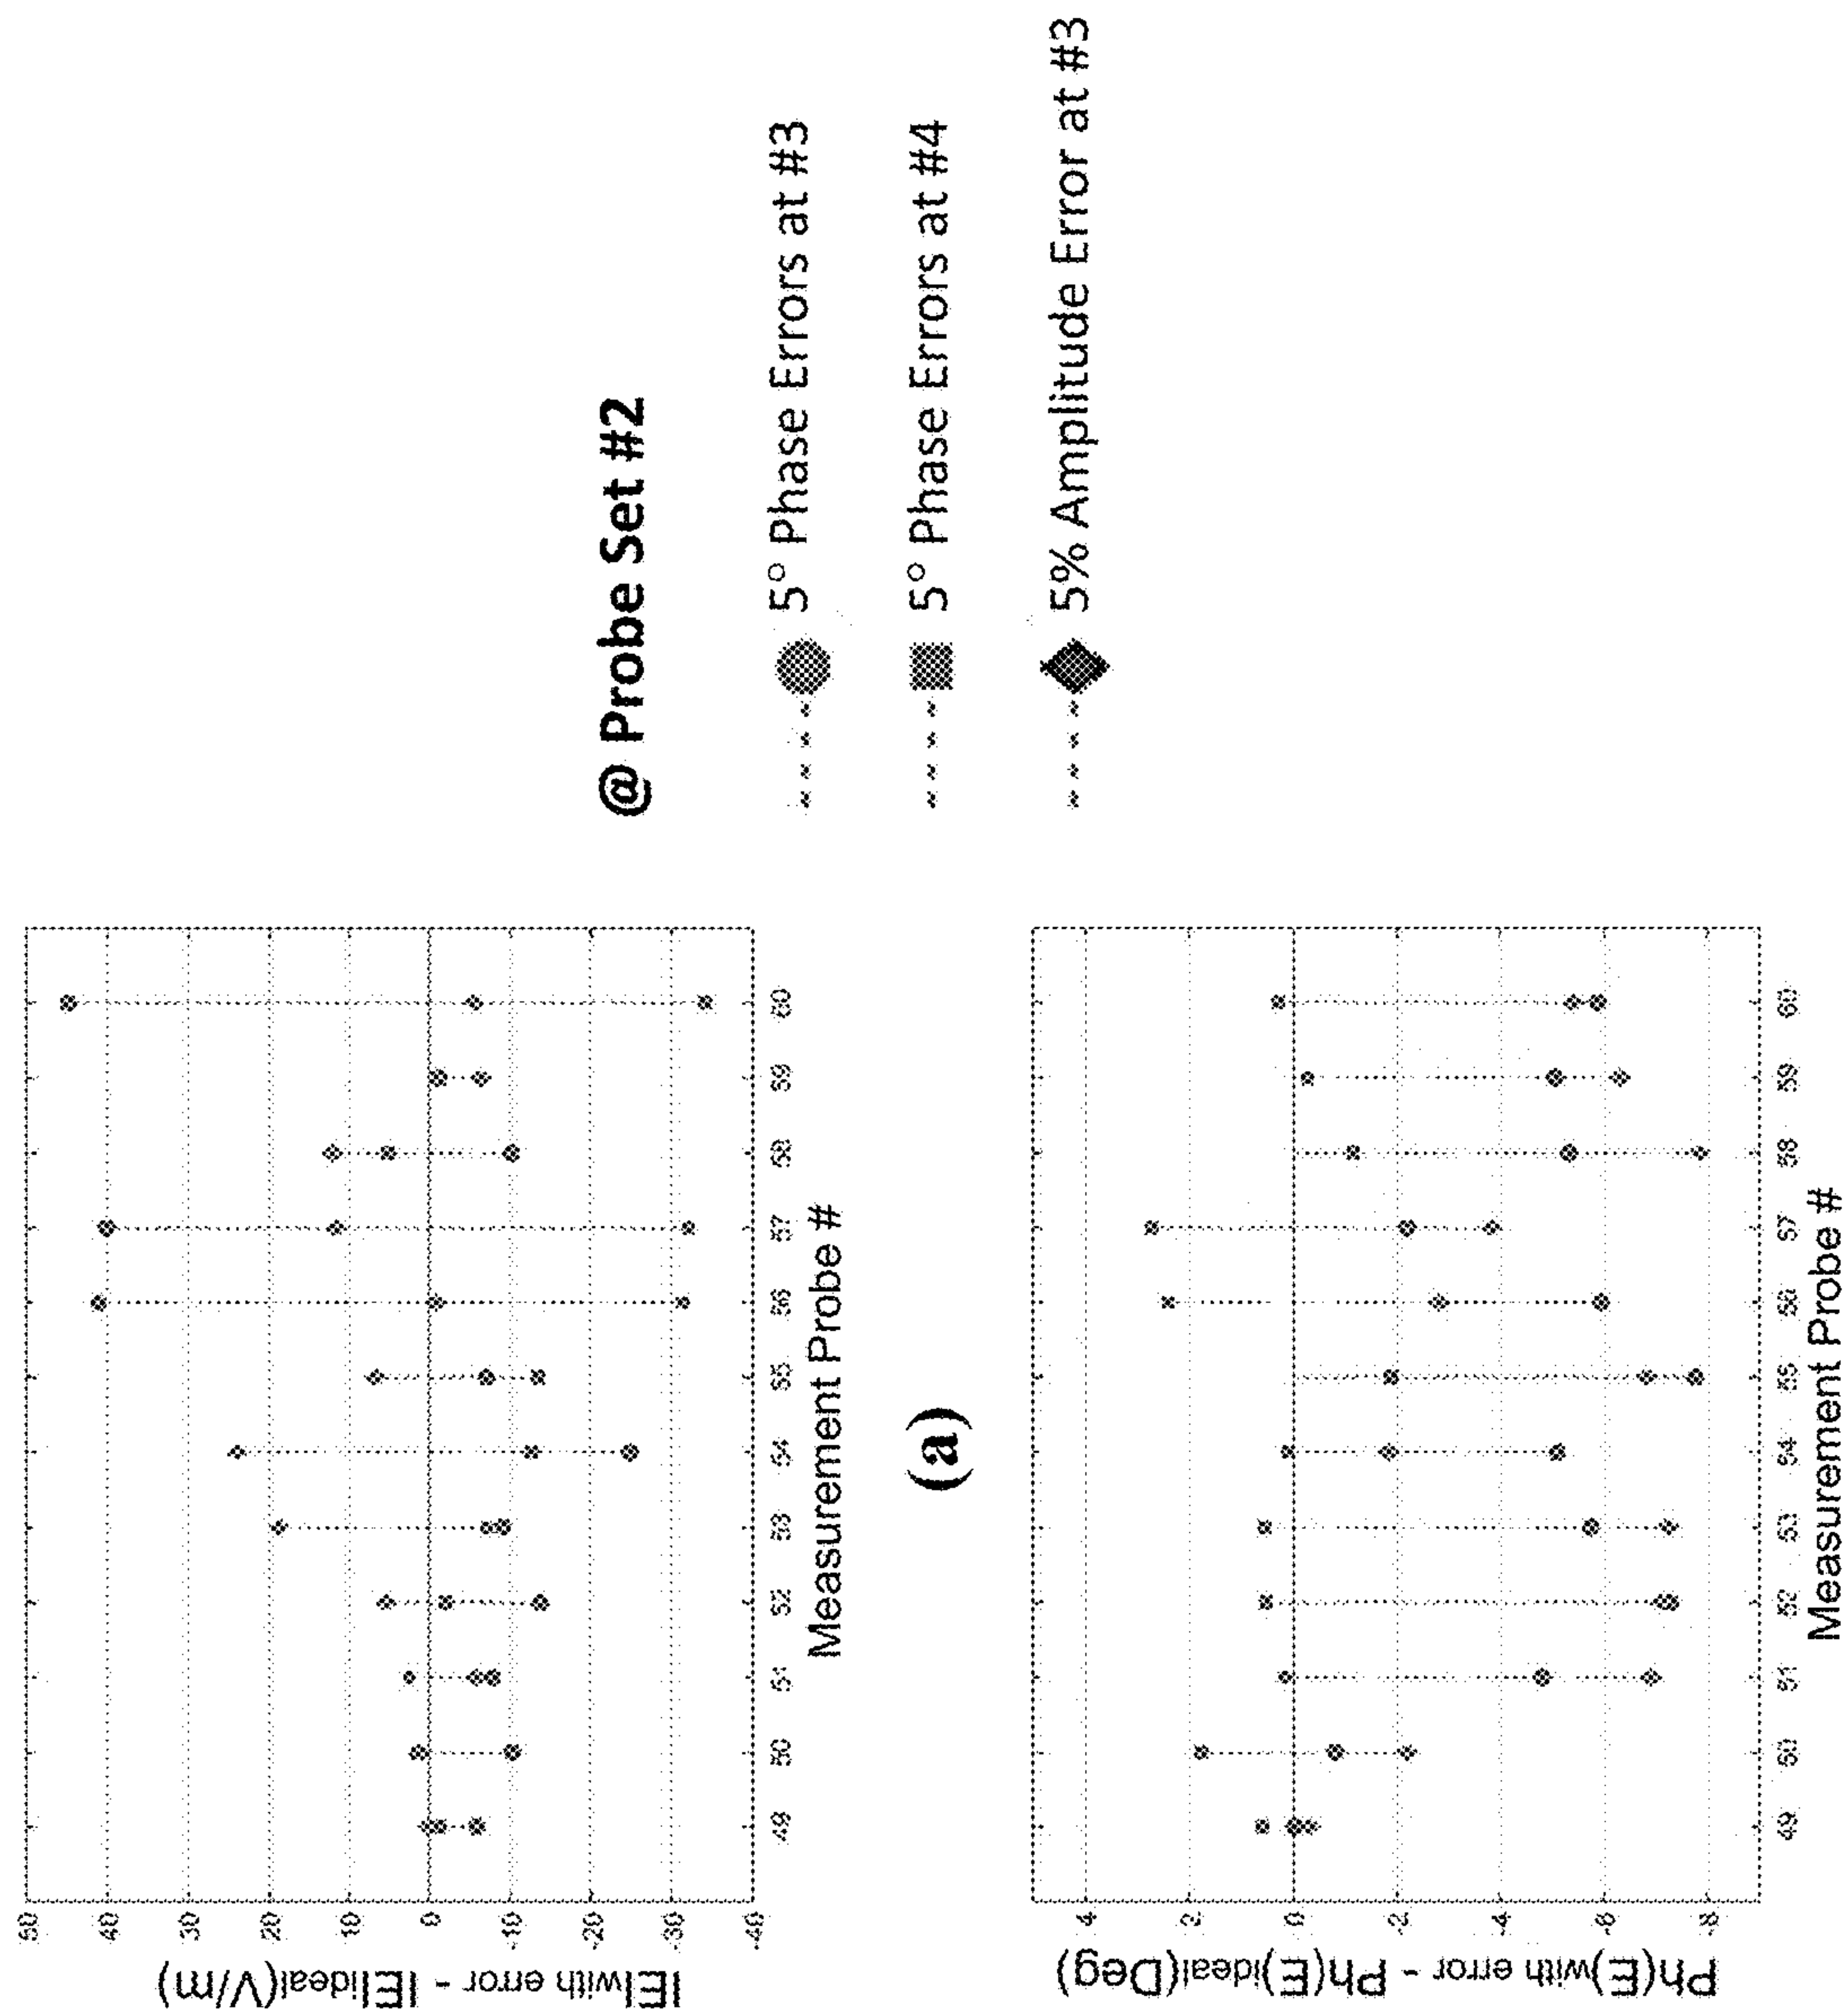 |E|with error - |E|ideal(V/m)
50
40
30
20
10
0
-10
-20
-30
-40
49 50 51 52 53 54 55 56 57 58 59 60
Measurement Probe #
(a)
Ph(E)with error - Ph(E)ideal(Deg)
4
2
0
-2
-4
-6
-8
49 50 51 52 53 54 55 56 57 58 59 60
Measurement Probe #
@ Probe Set #2
5° Phase Errors at #3
5° Phase Errors at #4
5% Amplitude Error at #3